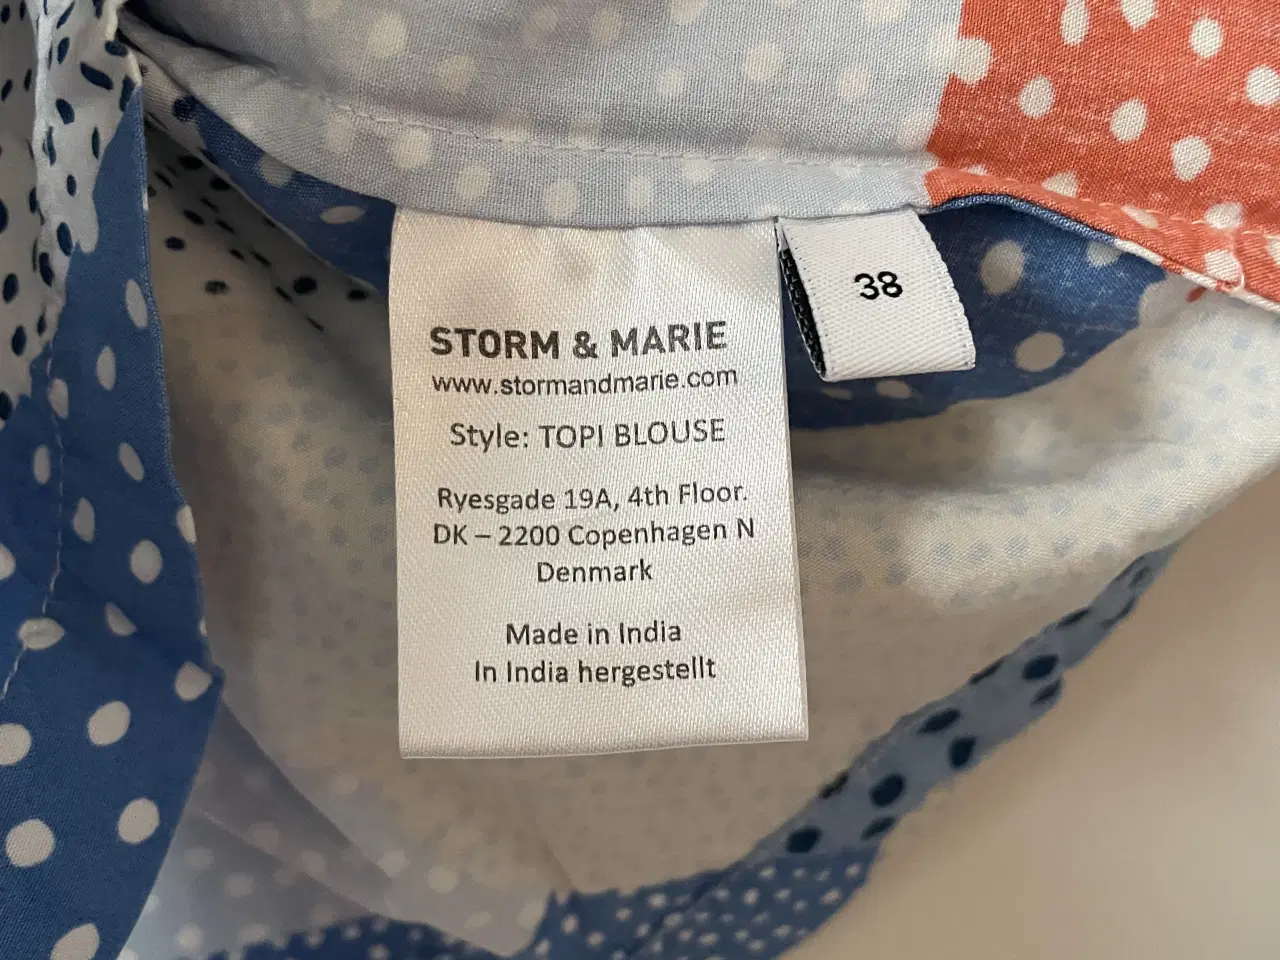 STORM & MARIE
www.stormandmarie.com
Style: TOPI BLOUSE
Ryesgade 19A, 4th Floor.
DK – 2200 Copenhagen N
Denmark
Made in India
In India hergestellt
38